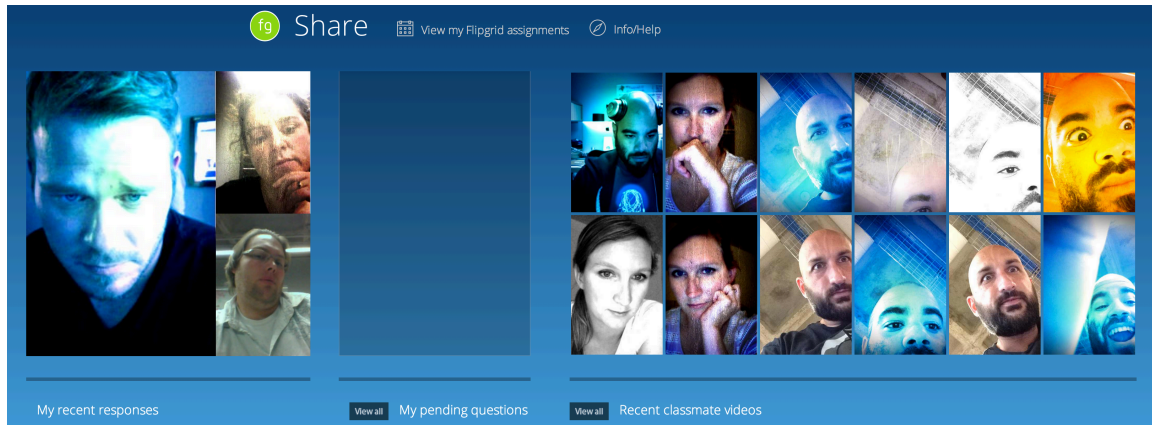 fg Share View my Flipgrid assignments Info/Help
My recent responses
View all My pending questions
View all Recent classmate videos